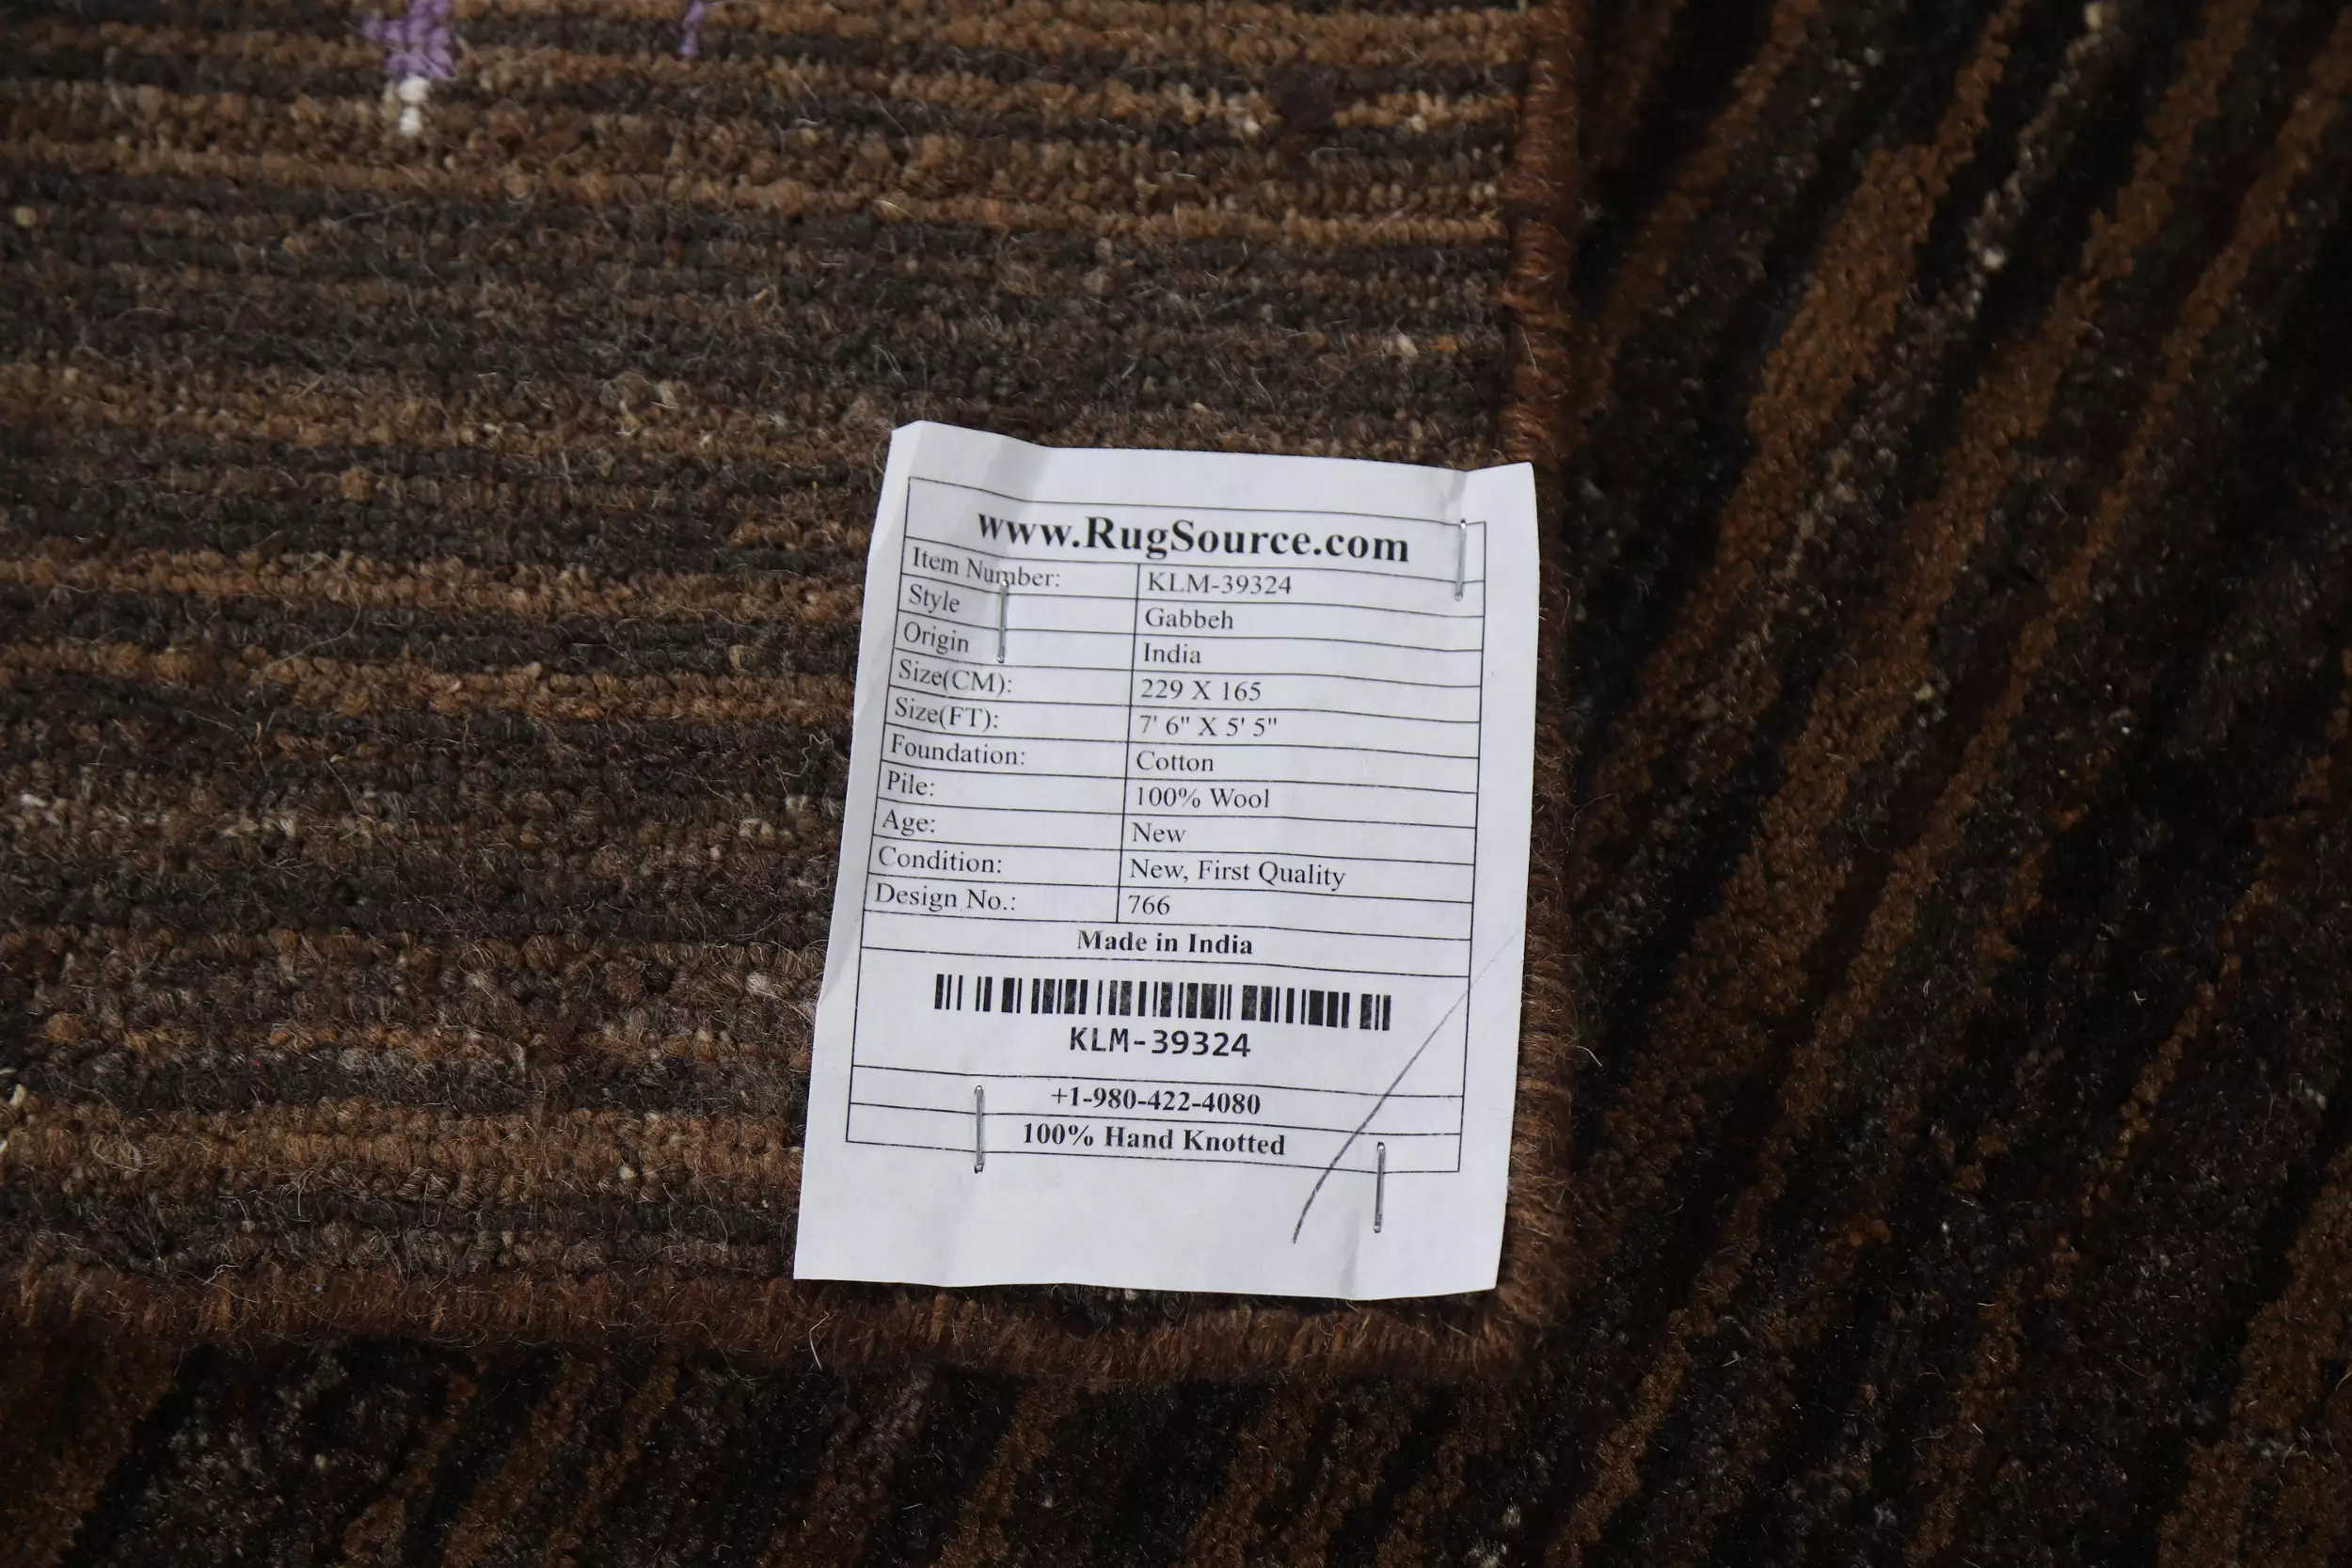 www.RugSource.com
Item Number: KLM-39324
Style Gabbeh
Origin India
Size(CM): 229 X 165
Size(FT): 7' 6" X 5' 5"
Foundation: Cotton
Pile: 100% Wool
Age: New
Condition: New, First Quality
Design No.: 766
Made in India
KLM-39324
+1-980-422-4080
100% Hand Knotted